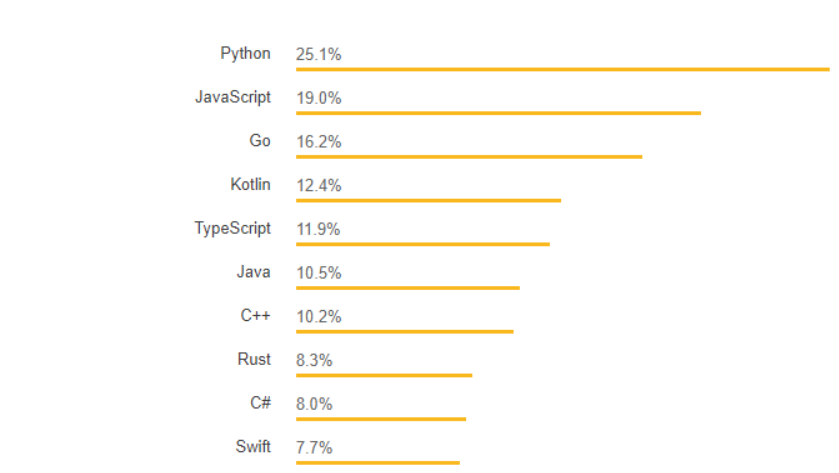 Python 25.1%
JavaScript 19.0%
Go 16.2%
Kotlin 12.4%
TypeScript 11.9%
Java 10.5%
C++ 10.2%
Rust 8.3%
C# 8.0%
Swift 7.7%